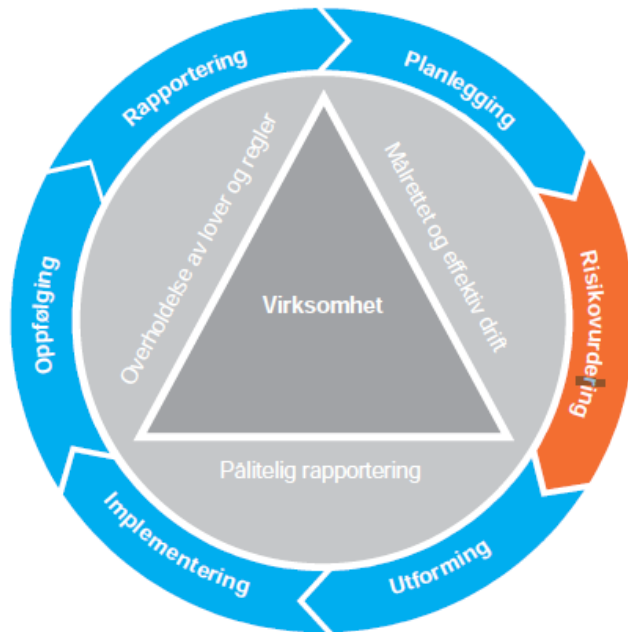 Rapportering
Planlegging
Risikovurdering
Utforming
Implementering
Oppfølging
Overholdelse av lover og regler
Målrettet og effektiv drift
Pålitelig rapportering
Virksomhet